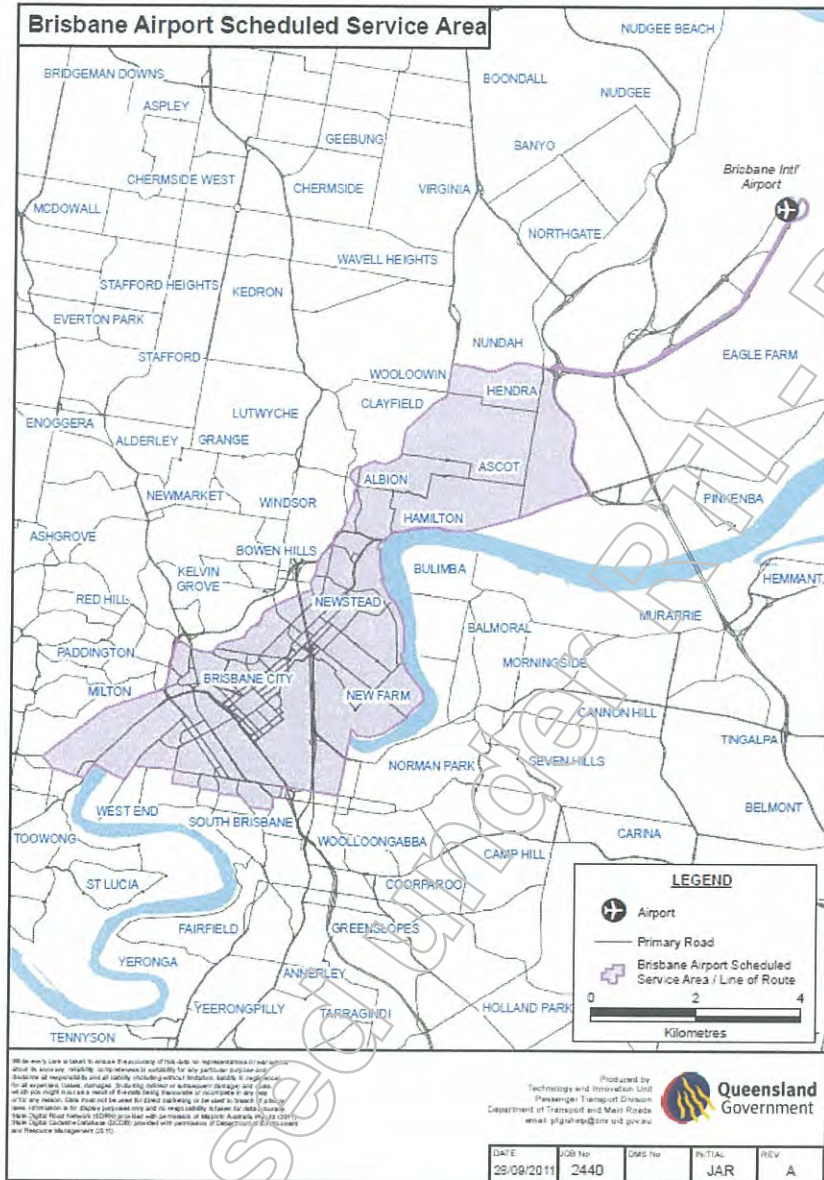 Brisbane Airport Scheduled Service Area
NUDGEE BEACH
BRIDGEMAN DOWNS
BOONDALL
ASPLEY
NUDGEE
GEEBUNG
BANYO
Brisbane Intl'
Airport
CHERMSIDE WEST
CHERMSIDE
VIRGINIA
MCDOWALL
NORTHGATE
WAVELL HEIGHTS
STAFFORD HEIGHTS
KEDRON
EVERTON PARK
NUNDAH
STAFFORD
EAGLE FARM
WOOLOOWIN
HENDRA
CLAYFIELD
ENOGGERA
LUTWYCHE
ALDERLEY
GRANGE
ASCOT
ALBION
NEWMARKET
WINDSOR
PINKENBA
HAMILTON
ASHGROVE
BOWEN HILLS
BULIMBA
KELVIN
GROVE
HEMMANT
RED HILL
NEWSTEAD
MURARRIE
BALMORAL
PADDINGTON
MORNINGSIDE
BRISBANE CITY
MILTON
NEW FARM
CANNON HILL
TINGALPA
NORMAN PARK
SEVEN HILLS
WEST END
BELMONT
SOUTH BRISBANE
TOOWONG
WOOLLOONGABBA
CARINA
CAMP HILL
ST LUCIA
COORPAROO
FAIRFIELD
GREENSLOPES
YERONGA
ANNERLEY
YEERONGPILLY
TARRAGINDI
HOLLAND PARK
TENNYSON
LEGEND
Airport
Primary Road
Brisbane Airport Scheduled
Service Area / Line of Route
0 2 4
Kilometres
Produced by
Technology and Innovation Unit
Passenger Transport Division
Department of Transport and Main Roads
Queensland
Government
DATE JOB No DMS No INITIAL REV
28/09/2011 2440 JAR A
sed under RTI -